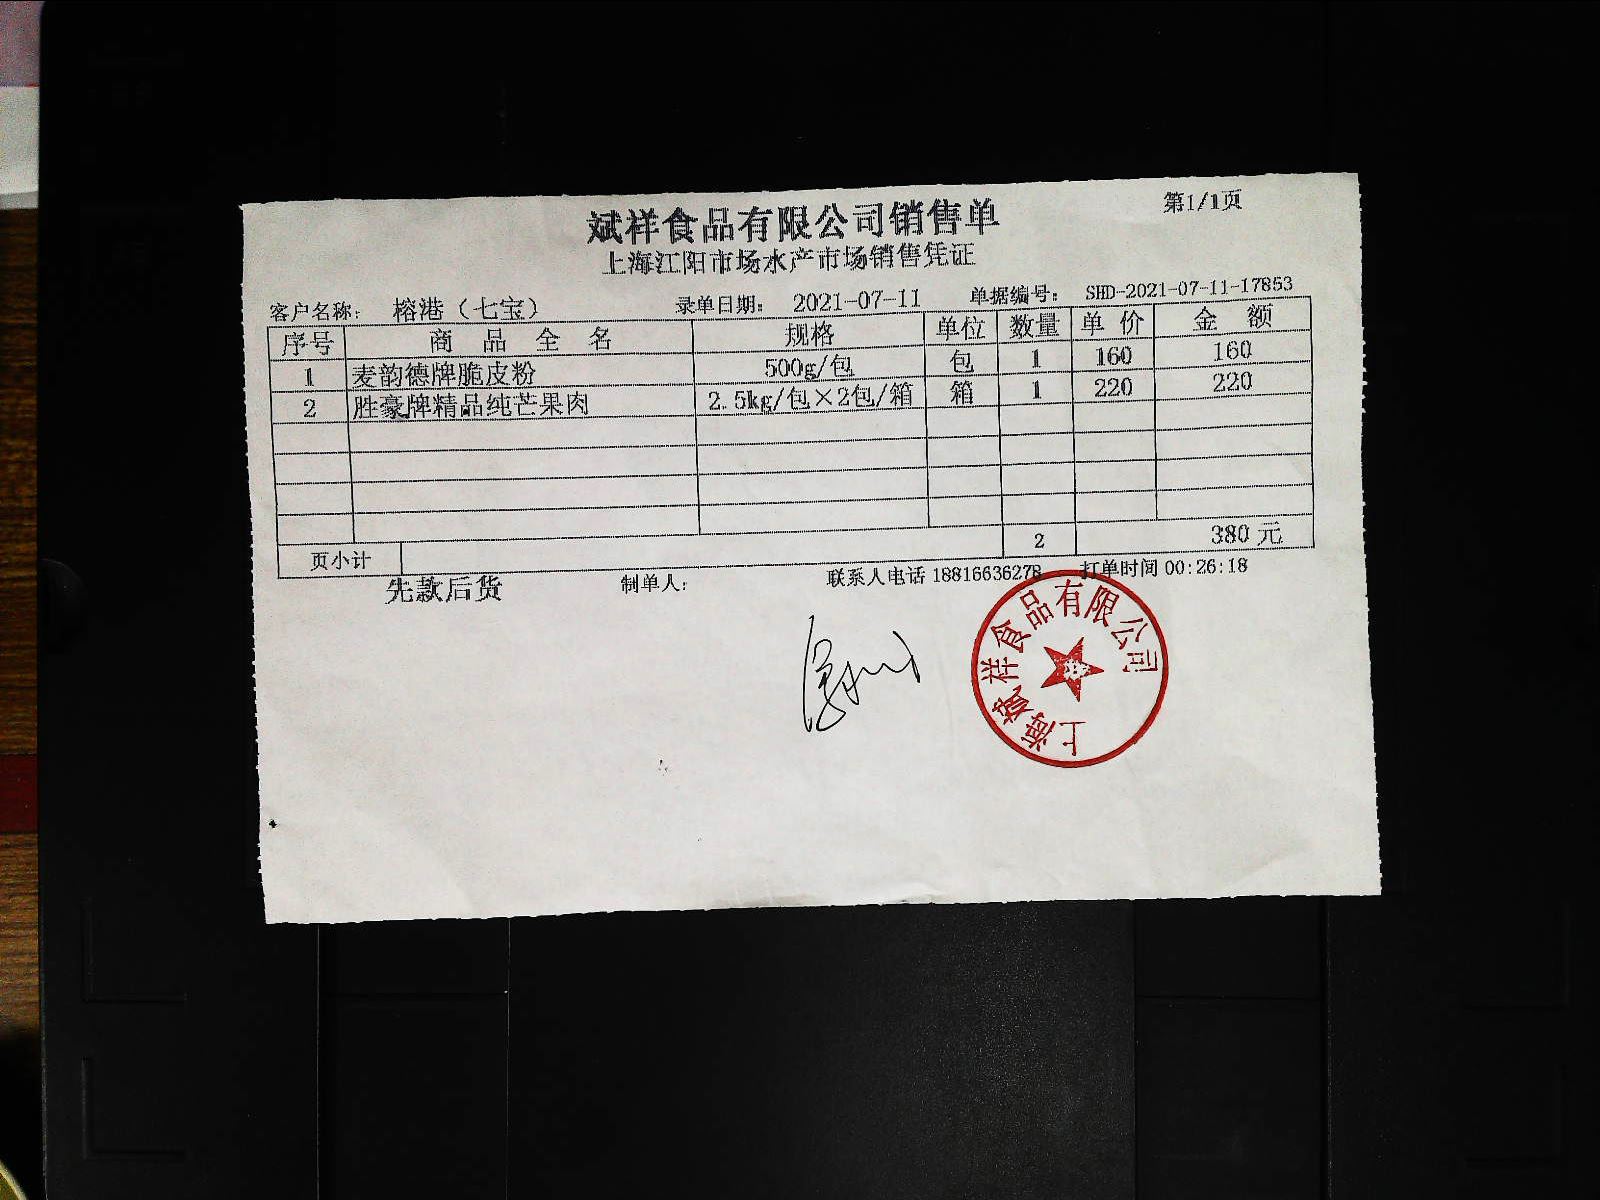 第1/1页
斌祥食品有限公司销售单
上海江阳市场水产市场销售凭证
客户名称: 榕港(七宝) 录单日期: 2021-07-11 单据编号: SHD-2021-07-11-17853
序号 商品全名 规格 单位 数量 单价 金额
1 麦韵德牌脆皮粉 500g/包 包 1 160 160
2 胜豪牌精品纯芒果肉 2.5kg/包×2包/箱 箱 1 220 220
页小计 2 380元
先款后货 制单人: 联系人电话 18816636278 打单时间 00:26:18
上海斌祥食品有限公司